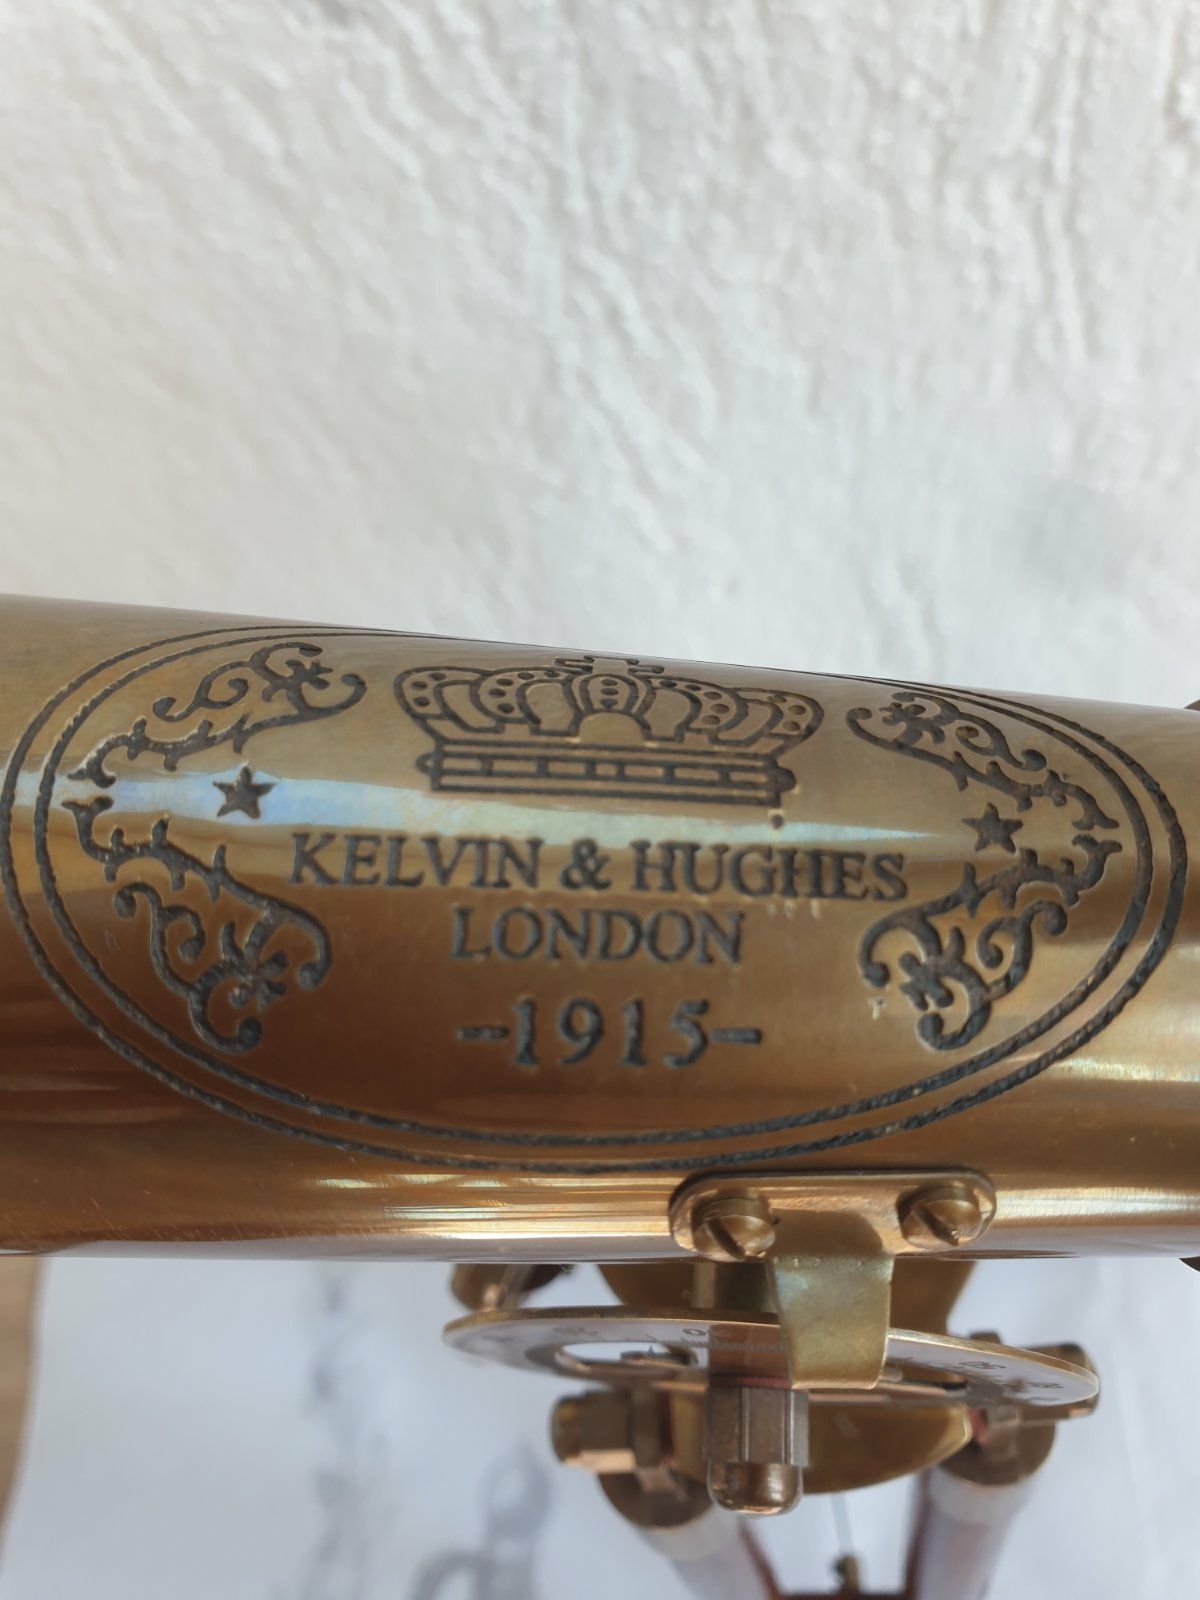 KELVIN & HUGHES
LONDON
-1915-